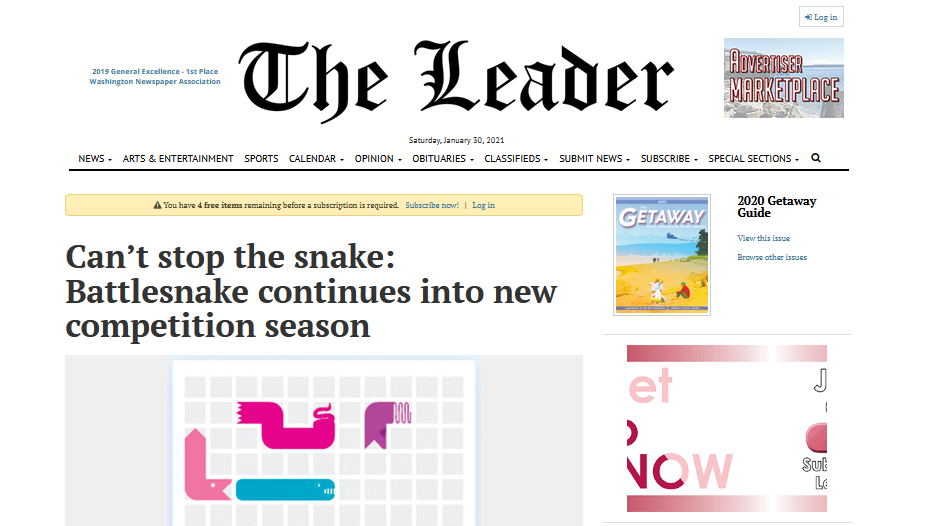 Log in
2019 General Excellence - 1st Place
Washington Newspaper Association
The Leader
ADVERTISER
MARKETPLACE
Saturday, January 30, 2021
NEWS ARTS & ENTERTAINMENT SPORTS CALENDAR OPINION OBITUARIES CLASSIFIEDS SUBMIT NEWS SUBSCRIBE SPECIAL SECTIONS
You have 4 free items remaining before a subscription is required. Subscribe now! | Log in
Can’t stop the snake:
Battlesnake continues into new
competition season
2020
GETAWAY
2020 Getaway
Guide
View this issue
Browse other issues
et
J
NOW
Sub
Le